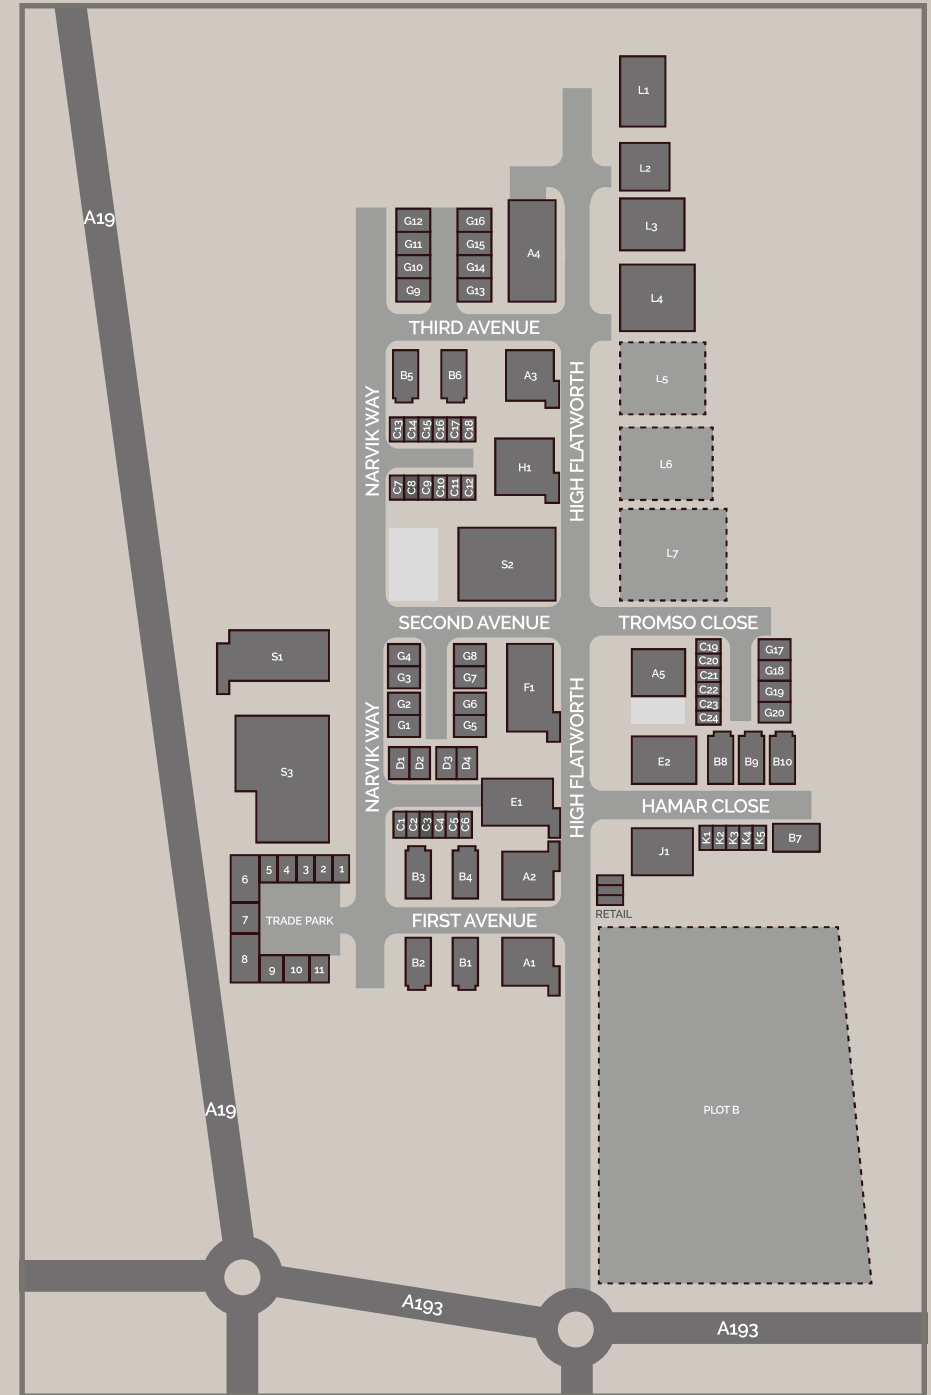 L1
L2
A19
G12
G16
L3
G11
G15
A4
G10
G14
G9
G13
L4
THIRD AVENUE
B5
B6
A3
L5
NARVIK WAY
HIGH FLATWORTH
C13
C14
C15
C16
C17
C18
H1
L6
C7
C8
C9
C10
C11
C12
S2
L7
SECOND AVENUE
TROMSO CLOSE
S1
G4
G8
G3
G7
G2
G6
G1
G5
F1
A5
C19
C20
C21
C22
C23
C24
G17
G18
G19
G20
NARVIK WAY
HIGH FLATWORTH
S3
D1
D2
D3
D4
E2
B8
B9
B10
E1
HAMAR CLOSE
C1
C2
C3
C4
C5
C6
K1
K2
K3
K4
K5
B7
J1
5
4
3
2
1
6
B3
B4
A2
RETAIL
7
TRADE PARK
FIRST AVENUE
8
9
10
11
B2
B1
A1
A19
PLOT B
A193
A193